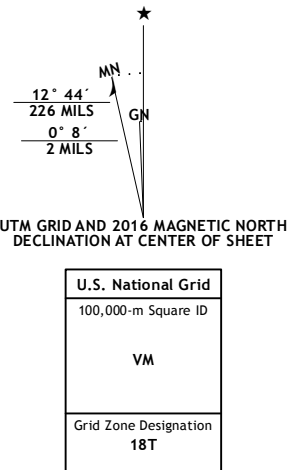 MN
GN
12° 44´
226 MILS
0° 8´
2 MILS
UTM GRID AND 2016 MAGNETIC NORTH
DECLINATION AT CENTER OF SHEET
U.S. National Grid
100,000-m Square ID
VM
Grid Zone Designation
18T